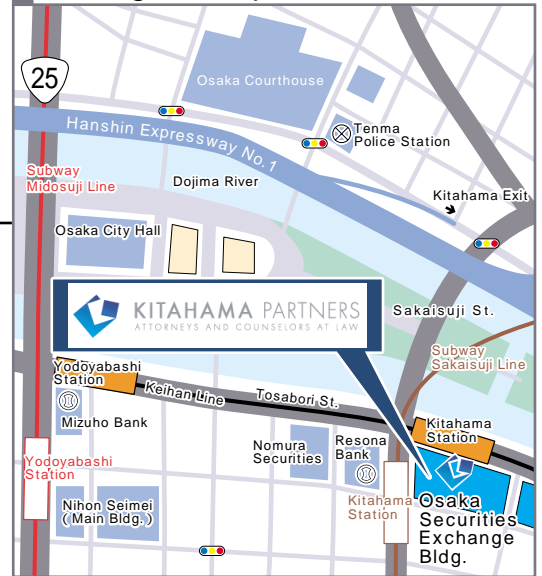 25
Osaka Courthouse
Tenma
Police Station
Hanshin Expressway No.1
Subway
Midosuji Line
Dojima River
Kitahama Exit
Osaka City Hall
KITAHAMA PARTNERS
ATTORNEYS AND COUNSELORS AT LAW
Sakaisuji St.
Subway
Sakaisuji Line
Yodoyabashi
Station
Keihan Line
Tosabori St.
Mizuho Bank
Kitahama
Station
Nomura
Securities
Resona
Bank
Yodoyabashi
Station
Nihon Seimei
(Main Bldg.)
Kitahama
Station
Osaka
Securities
Exchange
Bldg.